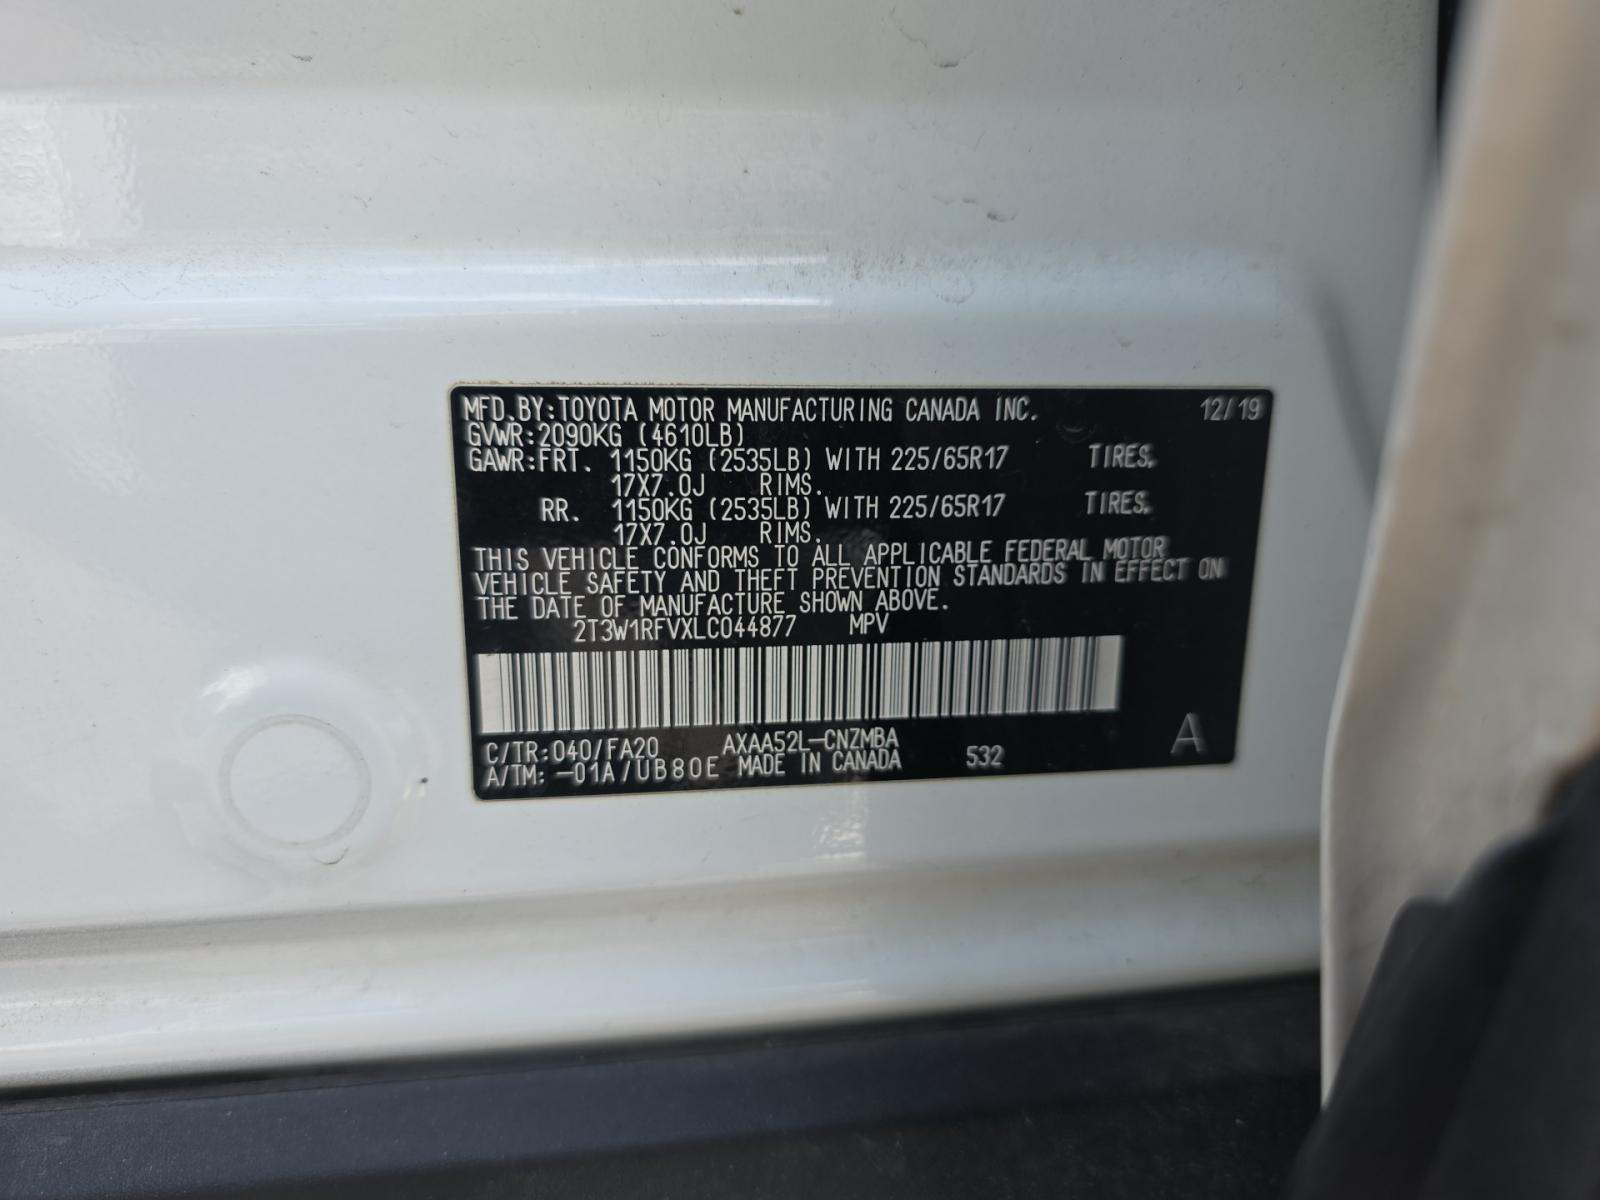 MFD.BY:TOYOTA MOTOR MANUFACTURING CANADA INC. 12/19
GVWR:2090KG (4610LB)
GAWR:FRT. 1150KG (2535LB) WITH 225/65R17 TIRES,
17X7.0J RIMS.
RR. 1150KG (2535LB) WITH 225/65R17 TIRES,
17X7.0J RIMS.
THIS VEHICLE CONFORMS TO ALL APPLICABLE FEDERAL MOTOR
VEHICLE SAFETY AND THEFT PREVENTION STANDARDS IN EFFECT ON
THE DATE OF MANUFACTURE SHOWN ABOVE.
2T3W1RFVXLC044877 MPV
C/TR:040/FA20 AXAA52L-CNZMBA 532 A
A/TM:-01A/UB80E MADE IN CANADA